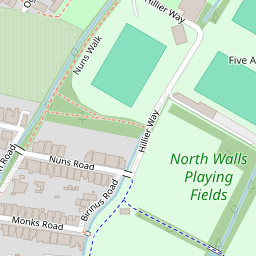 Hillier Way
Nuns Walk
Five A
Hillier Way
North Walls
Playing
Fields
Nuns Road
Birinus Road
Monks Road
Road